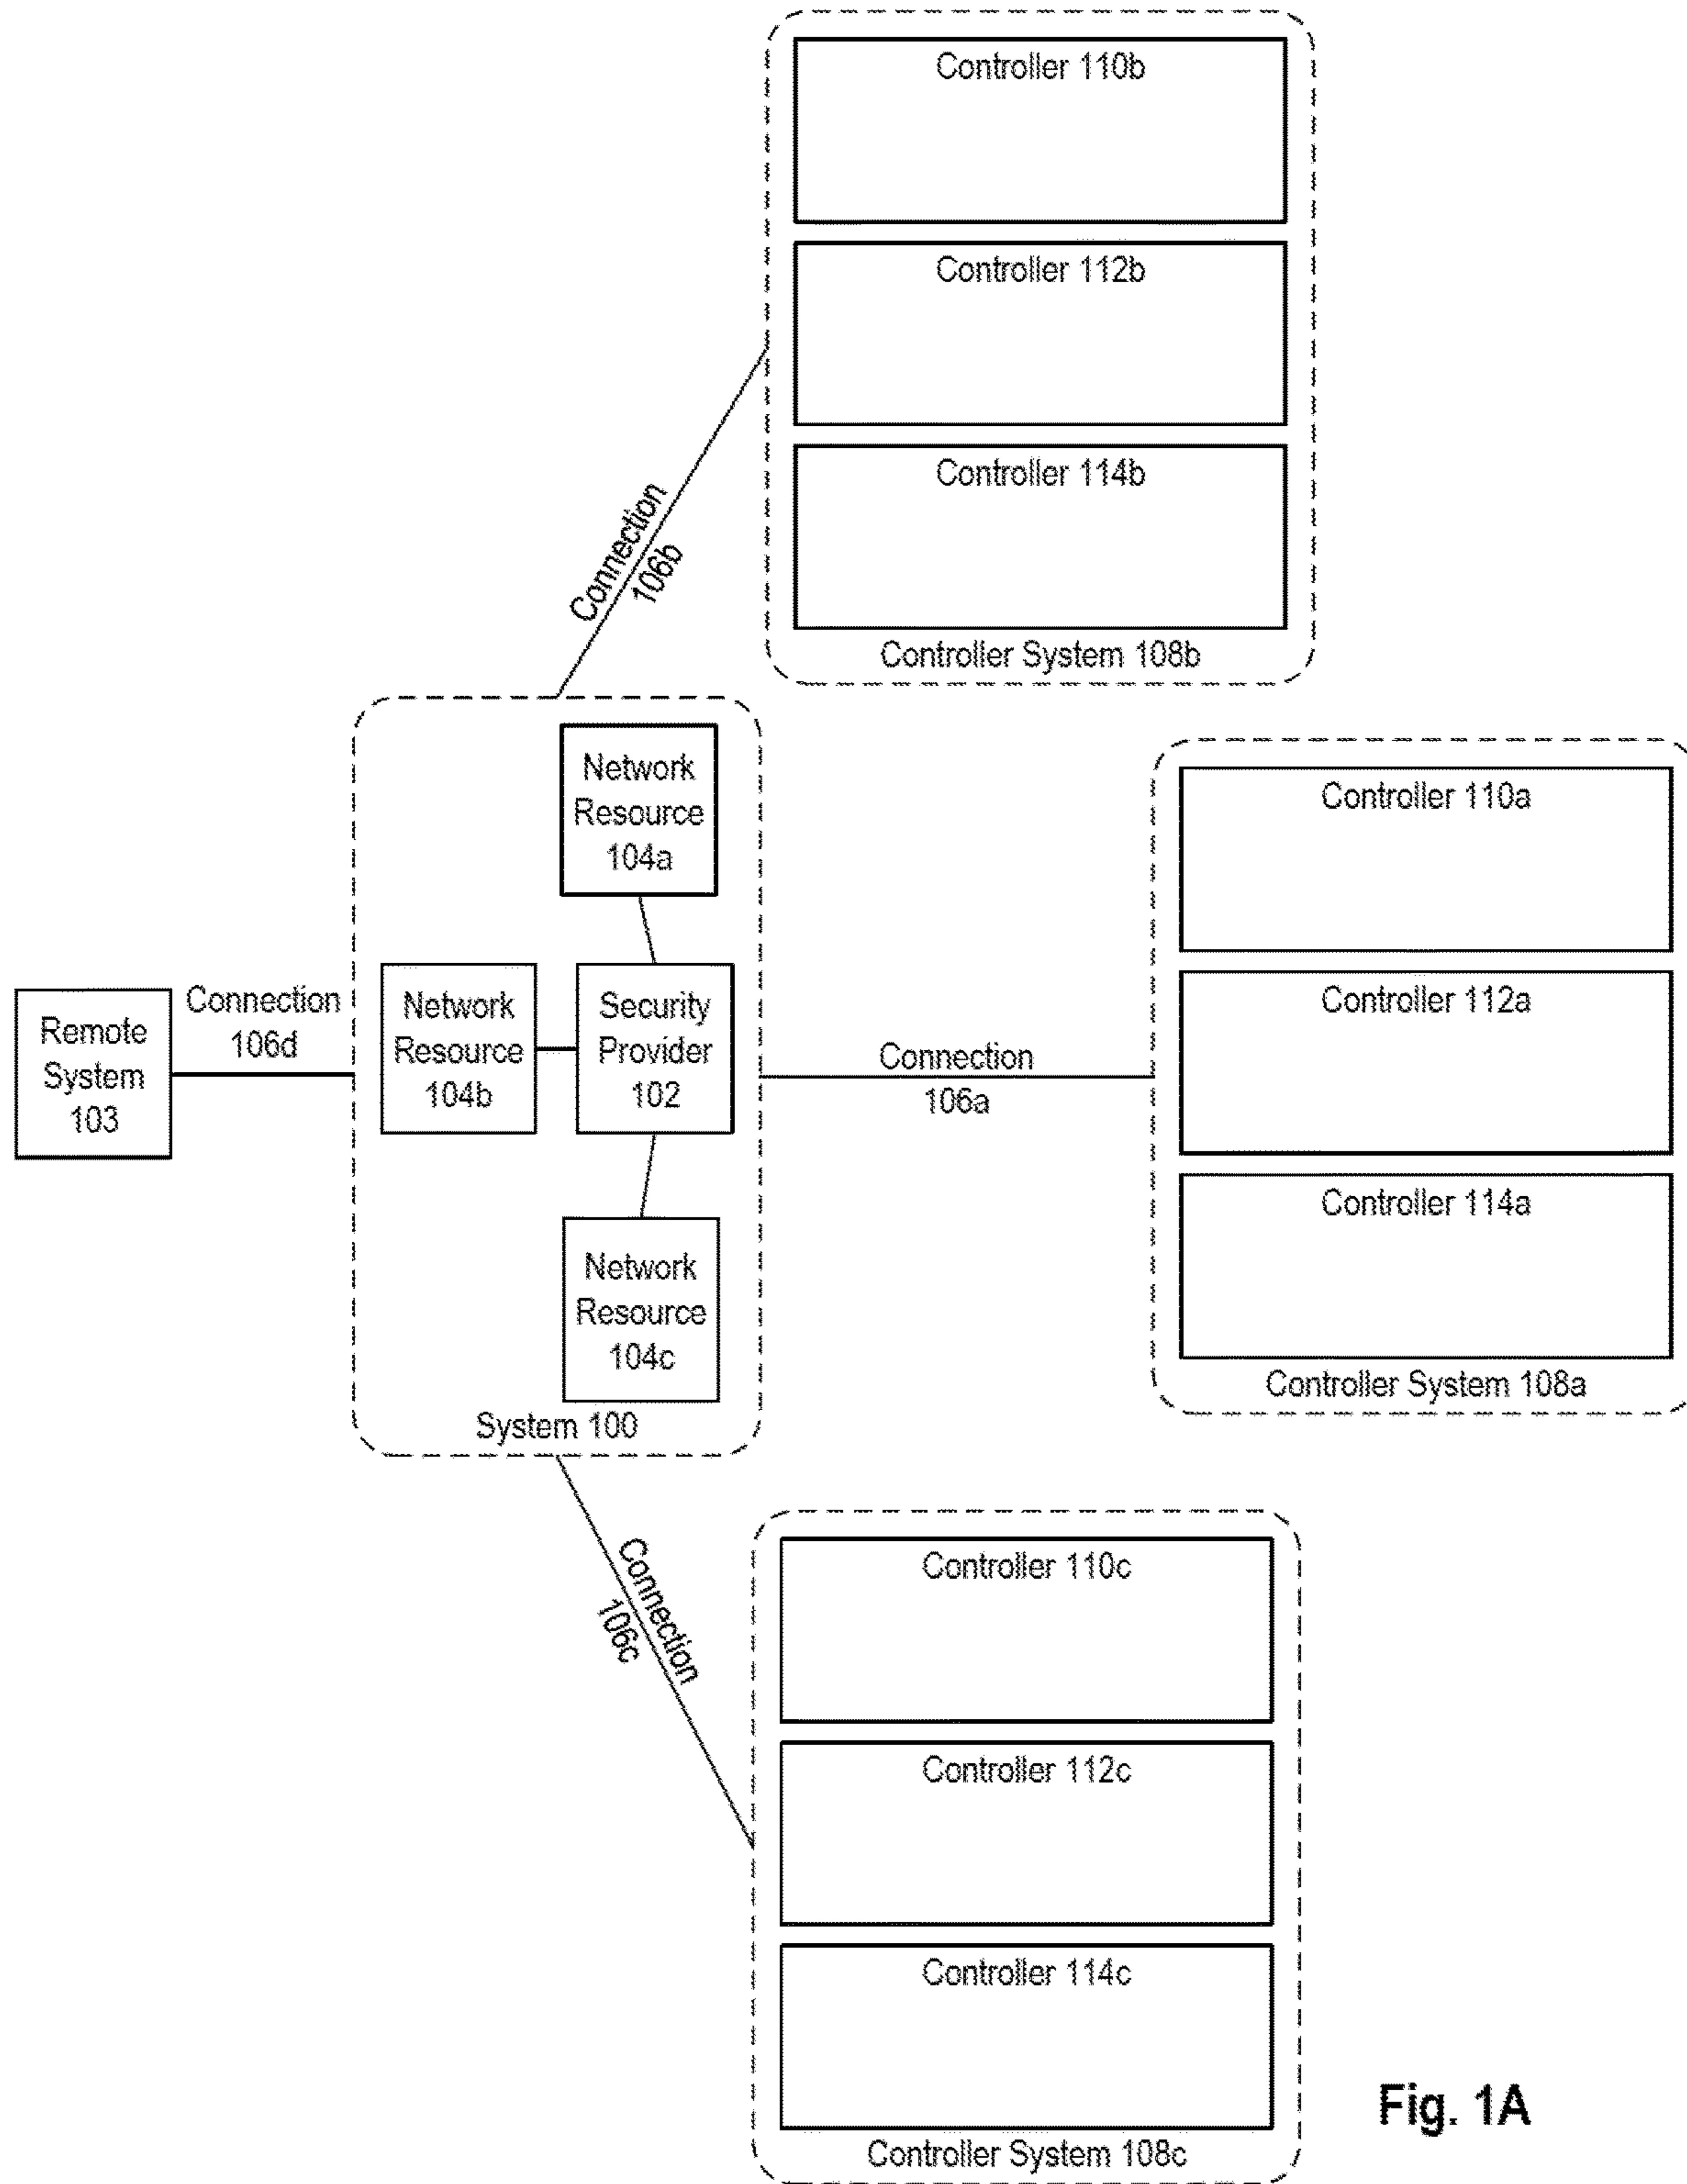 Controller 110b
Controller 112b
Controller 114b
Controller System 108b
Connection
106b
Network
Resource
104a
Network
Resource
104b
Security
Provider
102
Network
Resource
104c
System 100
Remote
System
103
Connection
106d
Connection
106a
Controller 110a
Controller 112a
Controller 114a
Controller System 108a
Connection
106c
Controller 110c
Controller 112c
Controller 114c
Controller System 108c
Fig. 1A